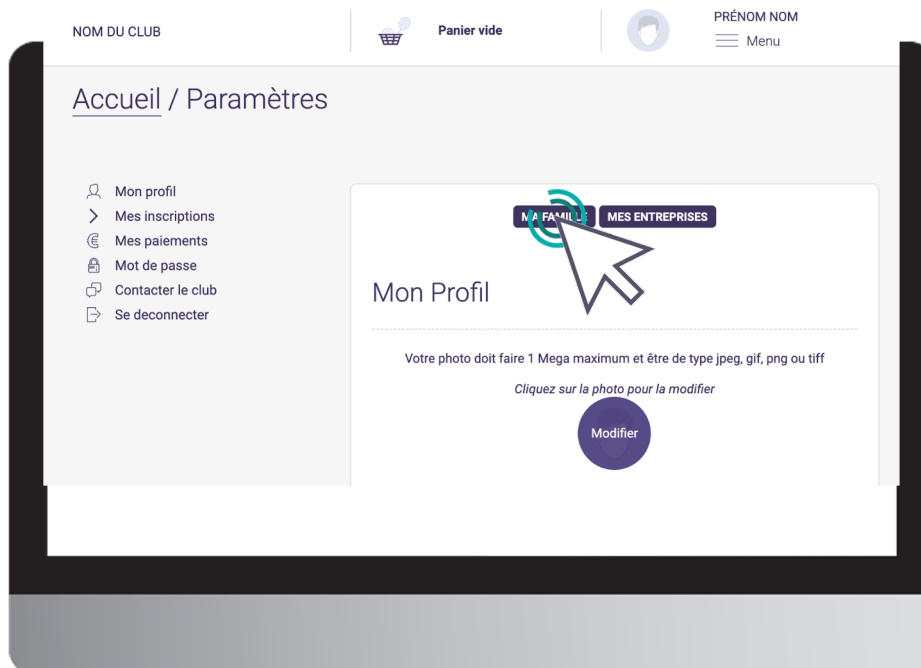 NOM DU CLUB
Panier vide
PRÉNOM NOM
Menu
Accueil / Paramètres
Mon profil
Mes inscriptions
Mes paiements
Mot de passe
Contacter le club
Se deconnecter
MA FAMILLE
MES ENTREPRISES
Mon Profil
Votre photo doit faire 1 Mega maximum et être de type jpeg, gif, png ou tiff
Cliquez sur la photo pour la modifier
Modifier